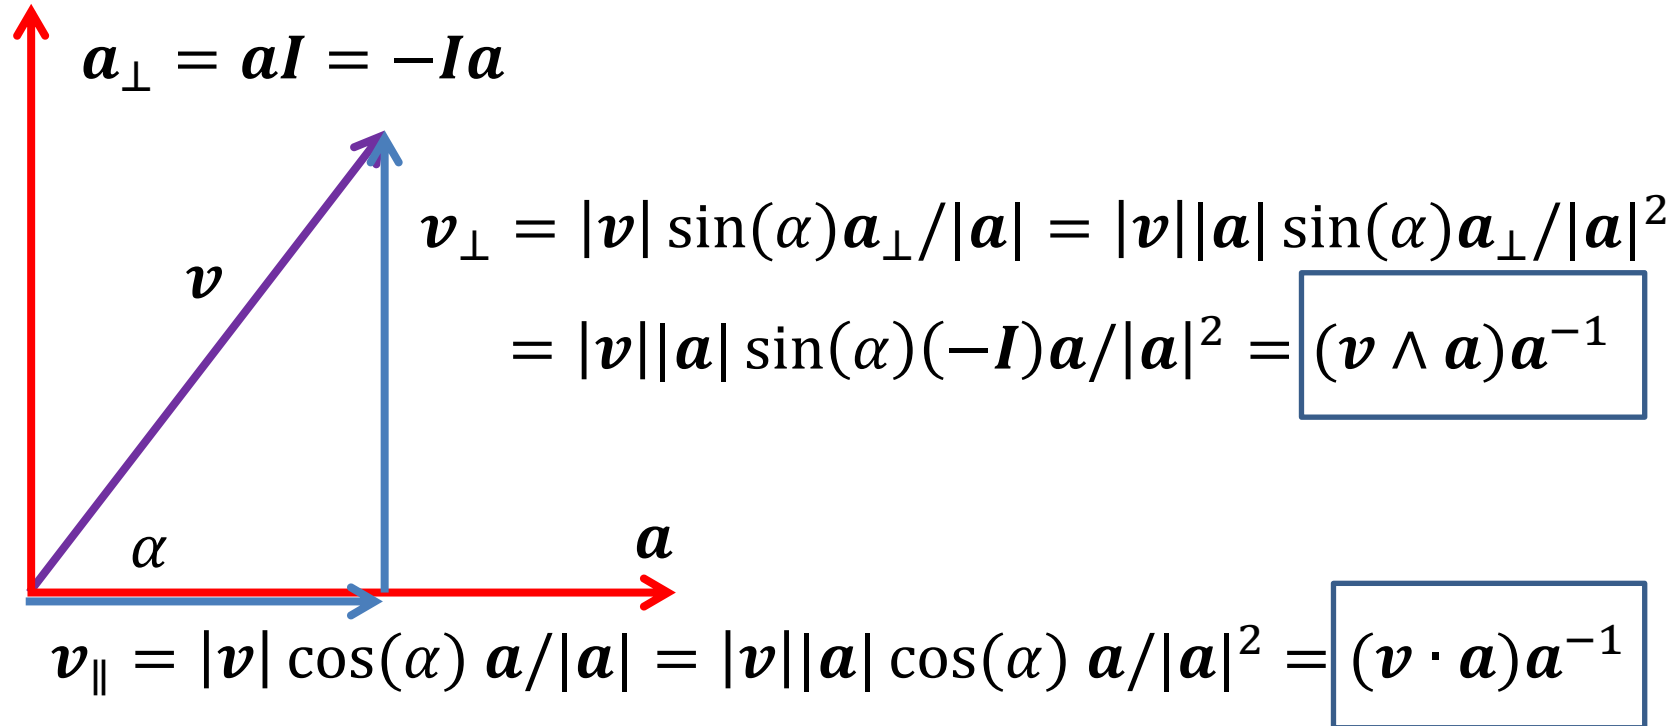 𝒂⊥ = 𝒂𝑰 = −𝑰𝒂
𝒗⊥ = |𝒗| sin(α)𝒂⊥/|𝒂| = |𝒗||𝒂| sin(α)𝒂⊥/|𝒂|²
𝒗
= |𝒗||𝒂| sin(α)(−𝑰)𝒂/|𝒂|² = (𝒗 ∧ 𝒂)𝒂⁻¹
α
𝒂
𝒗∥ = |𝒗| cos(α) 𝒂/|𝒂| = |𝒗||𝒂| cos(α) 𝒂/|𝒂|² = (𝒗 · 𝒂)𝒂⁻¹